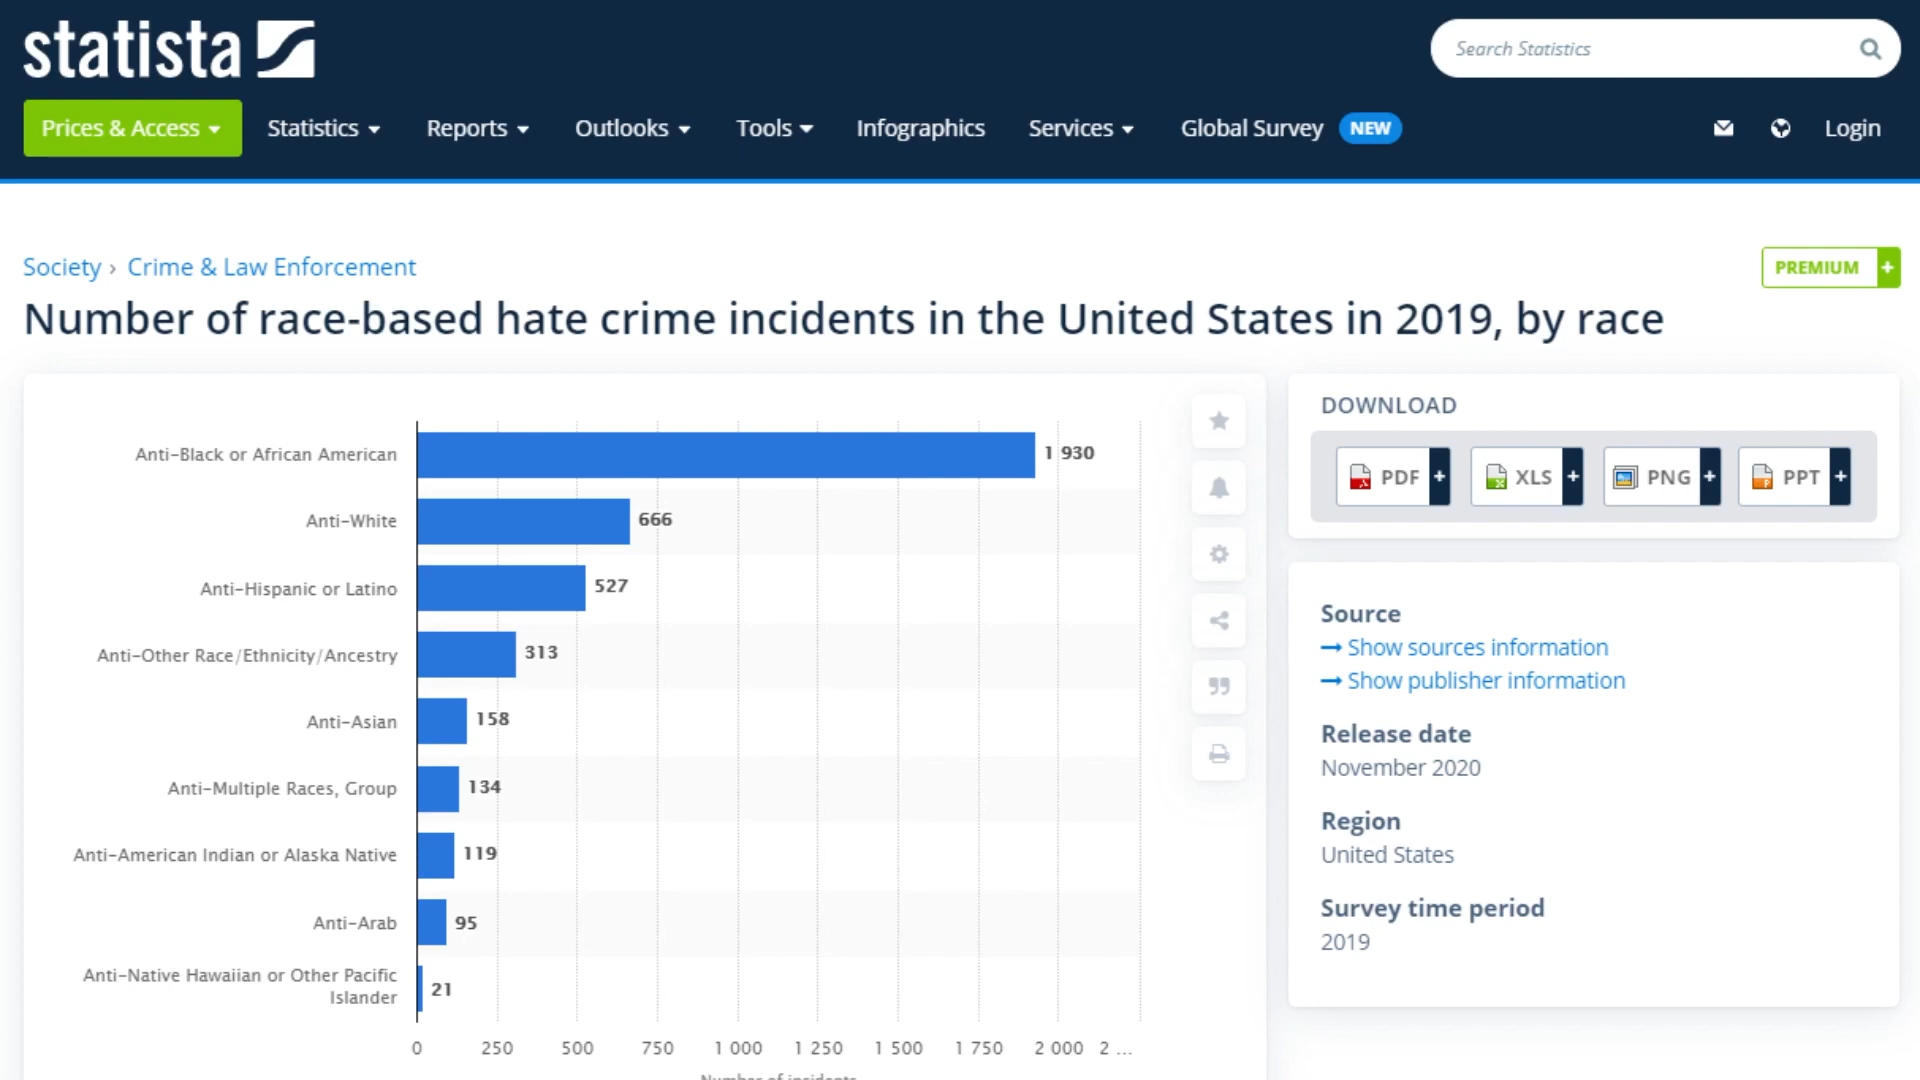 statista
Search Statistics
Prices & Access
Statistics
Reports
Outlooks
Tools
Infographics
Services
Global Survey
NEW
Login
Society › Crime & Law Enforcement
PREMIUM +
Number of race-based hate crime incidents in the United States in 2019, by race
Anti-Black or African American
1 930
Anti-White
666
Anti-Hispanic or Latino
527
Anti-Other Race/Ethnicity/Ancestry
313
Anti-Asian
158
Anti-Multiple Races, Group
134
Anti-American Indian or Alaska Native
119
Anti-Arab
95
Anti-Native Hawaiian or Other Pacific
Islander
21
0 250 500 750 1 000 1 250 1 500 1 750 2 000 2 ...
Number of incidents
DOWNLOAD
PDF +
XLS +
PNG +
PPT +
Source
→ Show sources information
→ Show publisher information
Release date
November 2020
Region
United States
Survey time period
2019